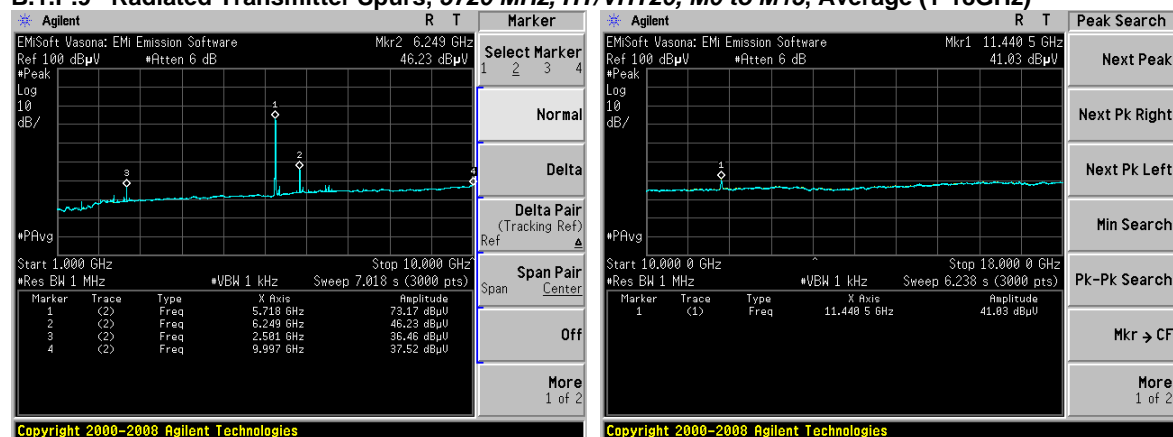 B.1.P.9 Radiated Transmitter Spurs, 5720 MHz, HT/VHT20, M0 to M15, Average (1-18GHz)
Agilent R T
EMiSoft Vasona: EMi Emission Software Mkr2 6.249 GHz
Ref 100 dBµV #Atten 6 dB 46.23 dBµV
#Peak
Log
10
dB/
1
2
3
4
#PAvg
Start 1.000 GHz Stop 10.000 GHz^
#Res BW 1 MHz #VBW 1 kHz Sweep 7.018 s (3000 pts)
Marker Trace Type X Axis Amplitude
1 (2) Freq 5.718 GHz 73.17 dBµV
2 (2) Freq 6.249 GHz 46.23 dBµV
3 (2) Freq 2.501 GHz 36.46 dBµV
4 (2) Freq 9.997 GHz 37.52 dBµV
Copyright 2000-2008 Agilent Technologies
Marker
Select Marker
1 2 3 4
Normal
Delta
Delta Pair
(Tracking Ref)
Ref Δ
Span Pair
Span Center
Off
More
1 of 2
Agilent R T
EMiSoft Vasona: EMi Emission Software Mkr1 11.440 5 GHz
Ref 100 dBµV #Atten 6 dB 41.03 dBµV
#Peak
Log
10
dB/
1
#PAvg
Start 10.000 0 GHz ^ Stop 18.000 0 GHz
#Res BW 1 MHz #VBW 1 kHz Sweep 6.238 s (3000 pts)
Marker Trace Type X Axis Amplitude
1 (1) Freq 11.440 5 GHz 41.03 dBµV
Copyright 2000-2008 Agilent Technologies
Peak Search
Next Peak
Next Pk Right
Next Pk Left
Min Search
Pk-Pk Search
Mkr → CF
More
1 of 2